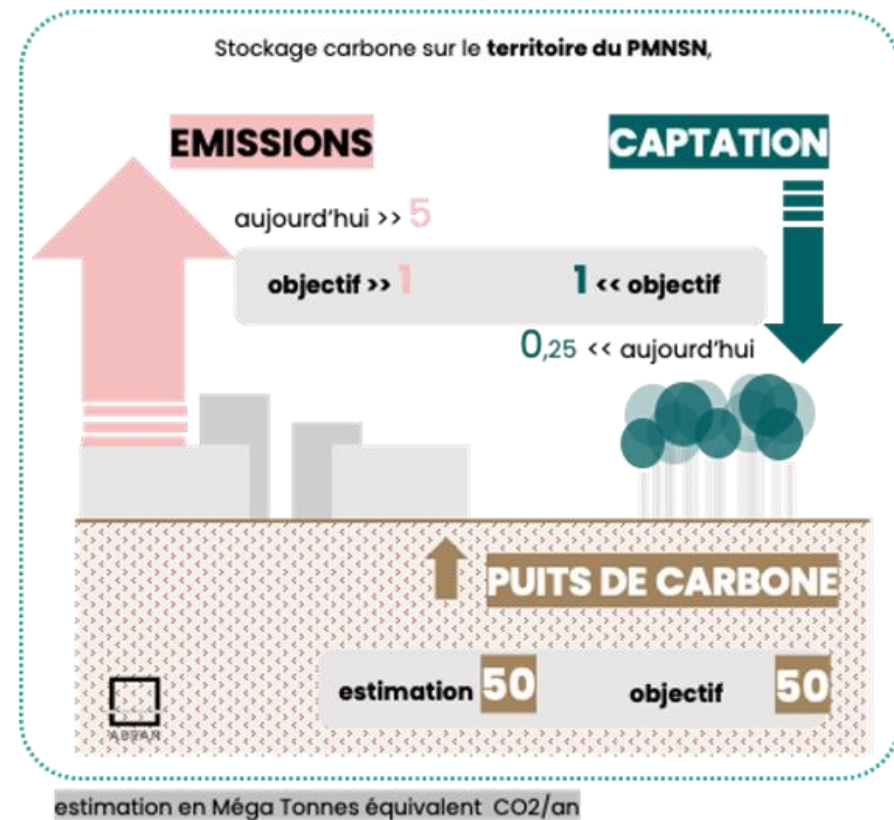 Stockage carbone sur le territoire du PMNSN,
EMISSIONS
CAPTATION
aujourd'hui >> 5
objectif >> 1
1 << objectif
0,25 << aujourd'hui
PUITS DE CARBONE
estimation 50
objectif 50
estimation en Méga Tonnes équivalent CO2/an